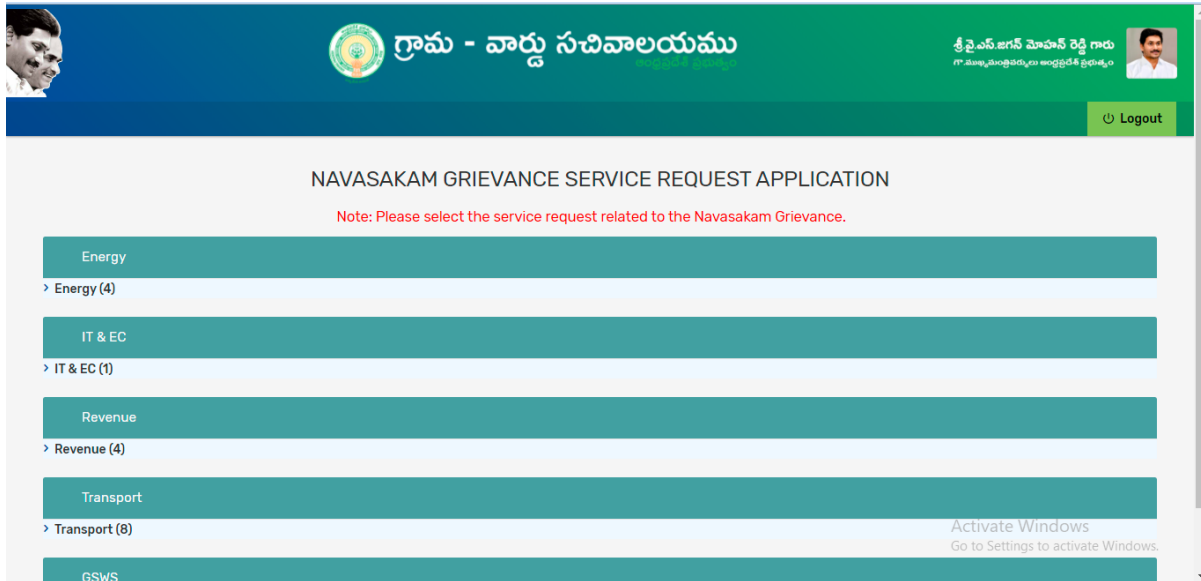 గ్రామ - వార్డు సచివాలయము
ఆంధ్రప్రదేశ్ ప్రభుత్వం
శ్రీ.వై.ఎస్.జగన్ మోహన్ రెడ్డి గారు
గౌ.ముఖ్యమంత్రివర్యులు ఆంధ్రప్రదేశ్ ప్రభుత్వం
Logout
NAVASAKAM GRIEVANCE SERVICE REQUEST APPLICATION
Note: Please select the service request related to the Navasakam Grievance.
Energy
Energy (4)
IT & EC
IT & EC (1)
Revenue
Revenue (4)
Transport
Transport (8)
Activate Windows
Go to Settings to activate Windows.
GSWS